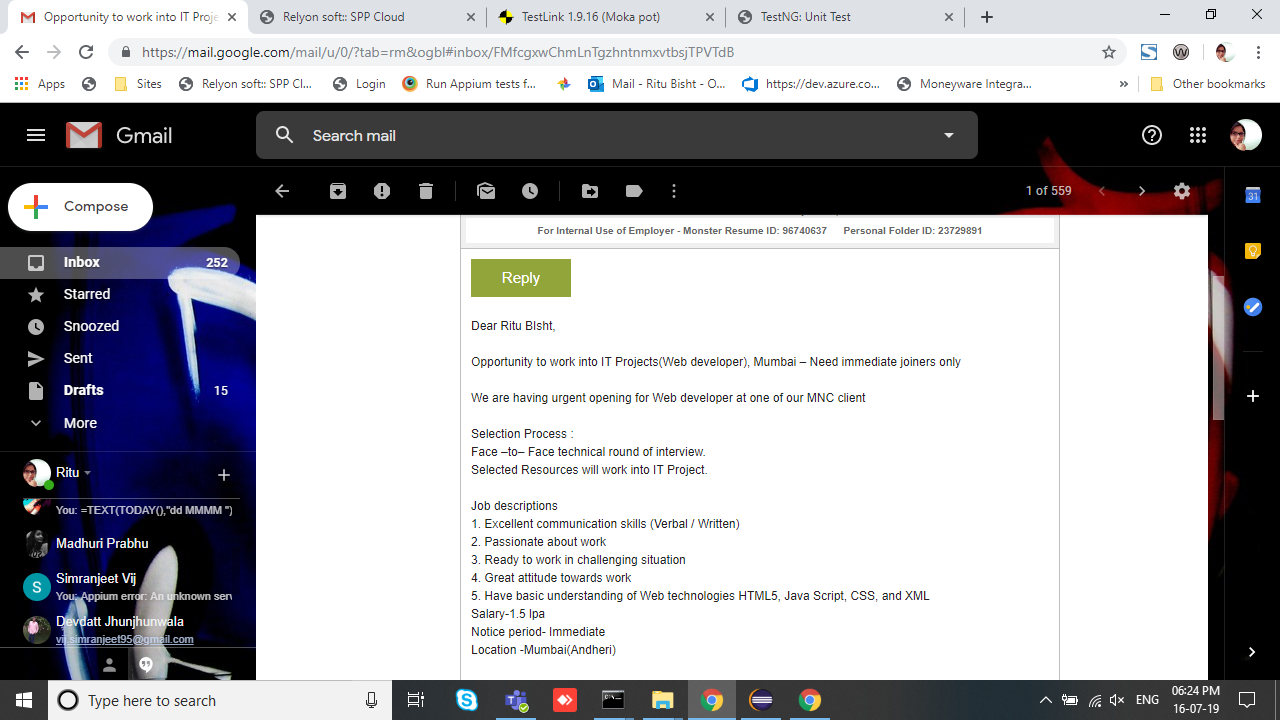 Opportunity to work into IT Proje
Relyon soft:: SPP Cloud
TestLink 1.9.16 (Moka pot)
TestNG: Unit Test
https://mail.google.com/mail/u/0/?tab=rm&ogbl#inbox/FMfcgxwChmLnTgzhntnmxvtbsjTPVTdB
Apps
Sites
Relyon soft:: SPP Cl...
Login
Run Appium tests f...
Mail - Ritu Bisht - O...
https://dev.azure.co...
Moneyware Integra...
»
Other bookmarks
Gmail
Search mail
Compose
1 of 559
31
Inbox 252
Starred
Snoozed
Sent
Drafts 15
More
Ritu
You: =TEXT(TODAY(),"dd MMMM ")
Madhuri Prabhu
S
Simranjeet Vij
You: Appium error: An unknown serv
Devdatt Jhunjhunwala
vij.simranjeet95@gmail.com
For Internal Use of Employer - Monster Resume ID: 96740637 Personal Folder ID: 23729891
Reply
Dear Ritu BIsht,
Opportunity to work into IT Projects(Web developer), Mumbai – Need immediate joiners only
We are having urgent opening for Web developer at one of our MNC client
Selection Process :
Face –to– Face technical round of interview.
Selected Resources will work into IT Project.
Job descriptions
1. Excellent communication skills (Verbal / Written)
2. Passionate about work
3. Ready to work in challenging situation
4. Great attitude towards work
5. Have basic understanding of Web technologies HTML5, Java Script, CSS, and XML
Salary-1.5 lpa
Notice period- Immediate
Location -Mumbai(Andheri)
Type here to search
ENG
06:24 PM
16-07-19